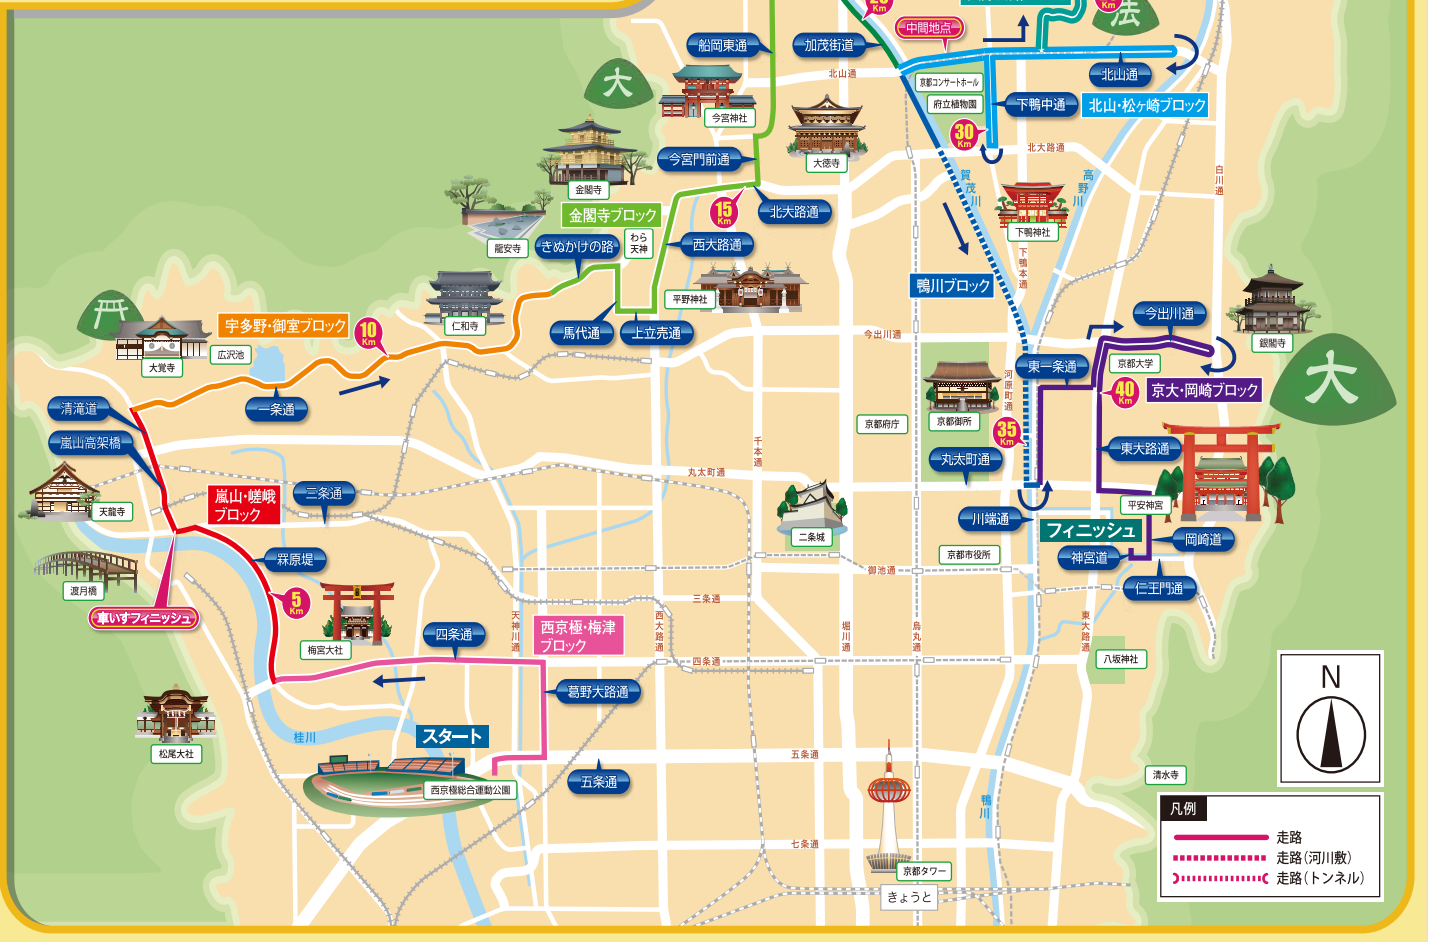 法
大
船岡東通
加茂街道
中間地点
北山通
北山通
京都コンサートホール
府立植物園
下鴨中通
北山・松ヶ崎ブロック
今宮神社
大徳寺
今宮門前通
30
Km
北大路通
白川通
金閣寺
金閣寺ブロック
15
Km
北大路通
賀茂川
高野川
下鴨神社
下鴨本通
龍安寺
きぬかけの路
わら
天神
西大路通
鴨川ブロック
平野神社
仁和寺
馬代通
上立売通
今出川通
今出川通
銀閣寺
大
宇多野・御室ブロック
10
Km
大覚寺
広沢池
一条通
清滝道
嵐山高架橋
東一条通
京都大学
40
Km
京大・岡崎ブロック
河原町通
京都御所
京都府庁
35
Km
丸太町通
丸太町通
千本通
東大路通
天龍寺
嵐山・嵯峨
ブロック
三条通
二条城
川端通
フィニッシュ
平安神宮
岡崎道
神宮道
仁王門通
京都市役所
御池通
渡月橋
罧原堤
5
Km
車いすフィニッシュ
梅宮大社
三条通
天神川通
西京極・梅津
ブロック
西大路通
堀川通
烏丸通
東大路通
四条通
四条通
八坂神社
葛野大路通
松尾大社
桂川
スタート
西京極総合運動公園
五条通
五条通
鴨川
清水寺
七条通
京都タワー
きょうと
N
凡例
走路
走路（河川敷）
走路（トンネル）